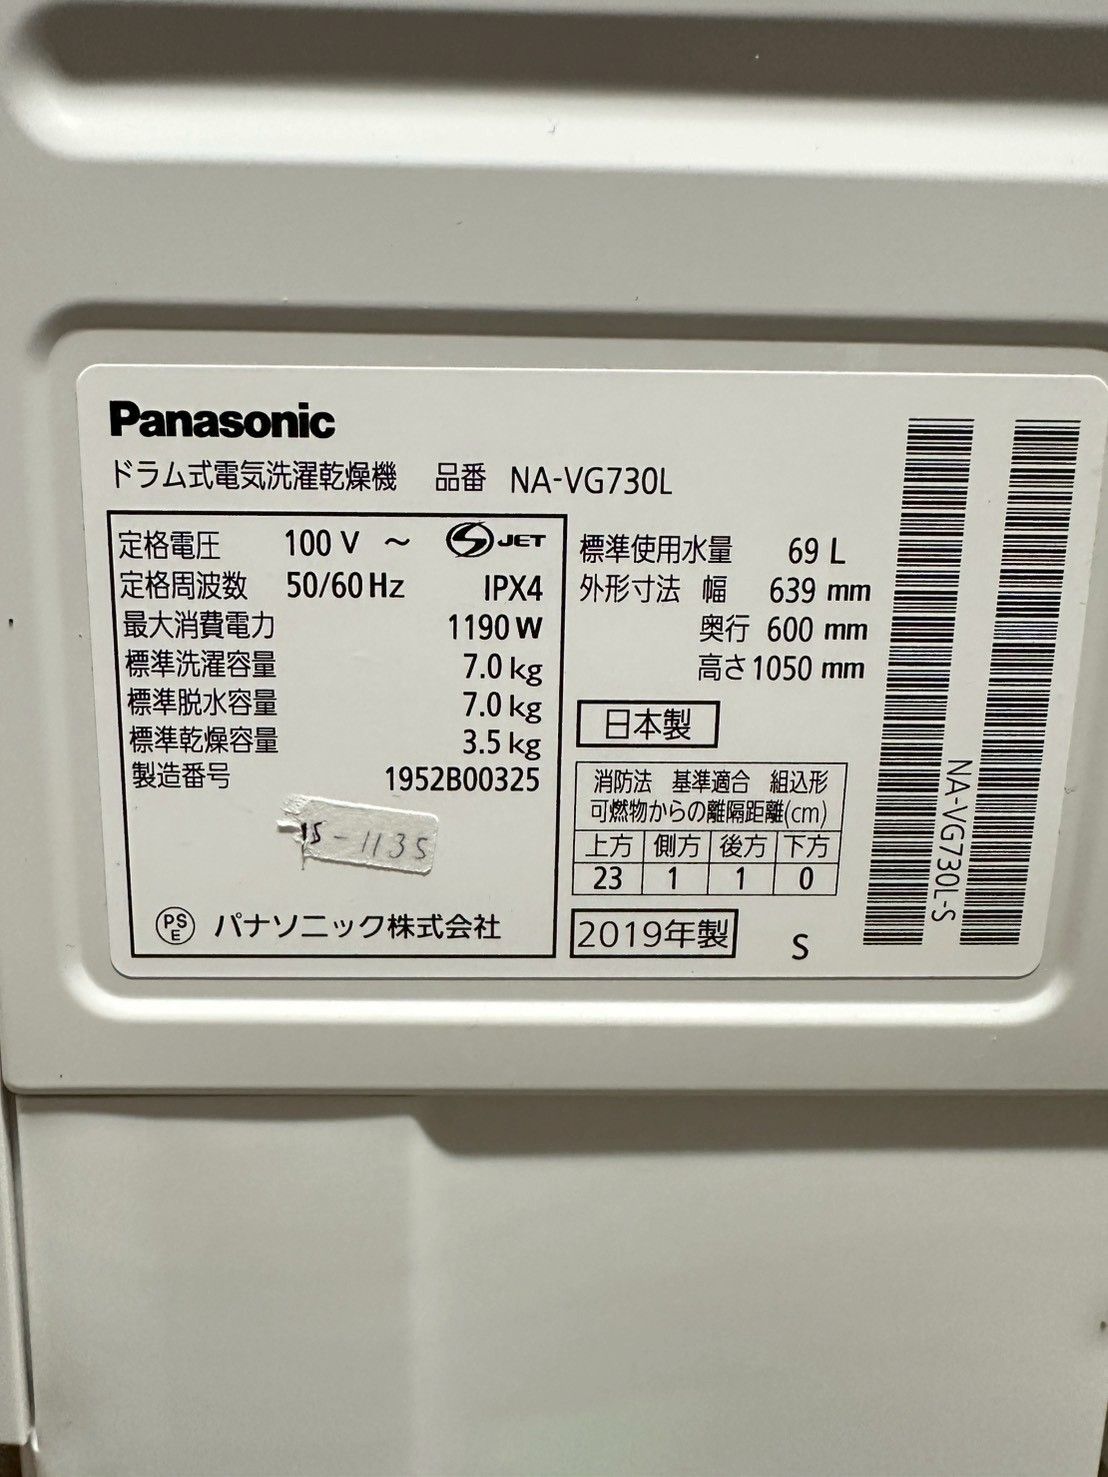 Panasonic
ドラム式電気洗濯乾燥機 品番 NA-VG730L
定格電圧 100 V ～ S JET
定格周波数 50/60 Hz IPX4
最大消費電力 1190 W
標準洗濯容量 7.0 kg
標準脱水容量 7.0 kg
標準乾燥容量 3.5 kg
製造番号 1952B00325
15-1135
PSE パナソニック株式会社
標準使用水量 69 L
外形寸法 幅 639 mm
奥行 600 mm
高さ 1050 mm
日本製
消防法 基準適合 組込形
可燃物からの離隔距離(cm)
上方 側方 後方 下方
23 1 1 0
2019年製 S
NA-VG730L-S